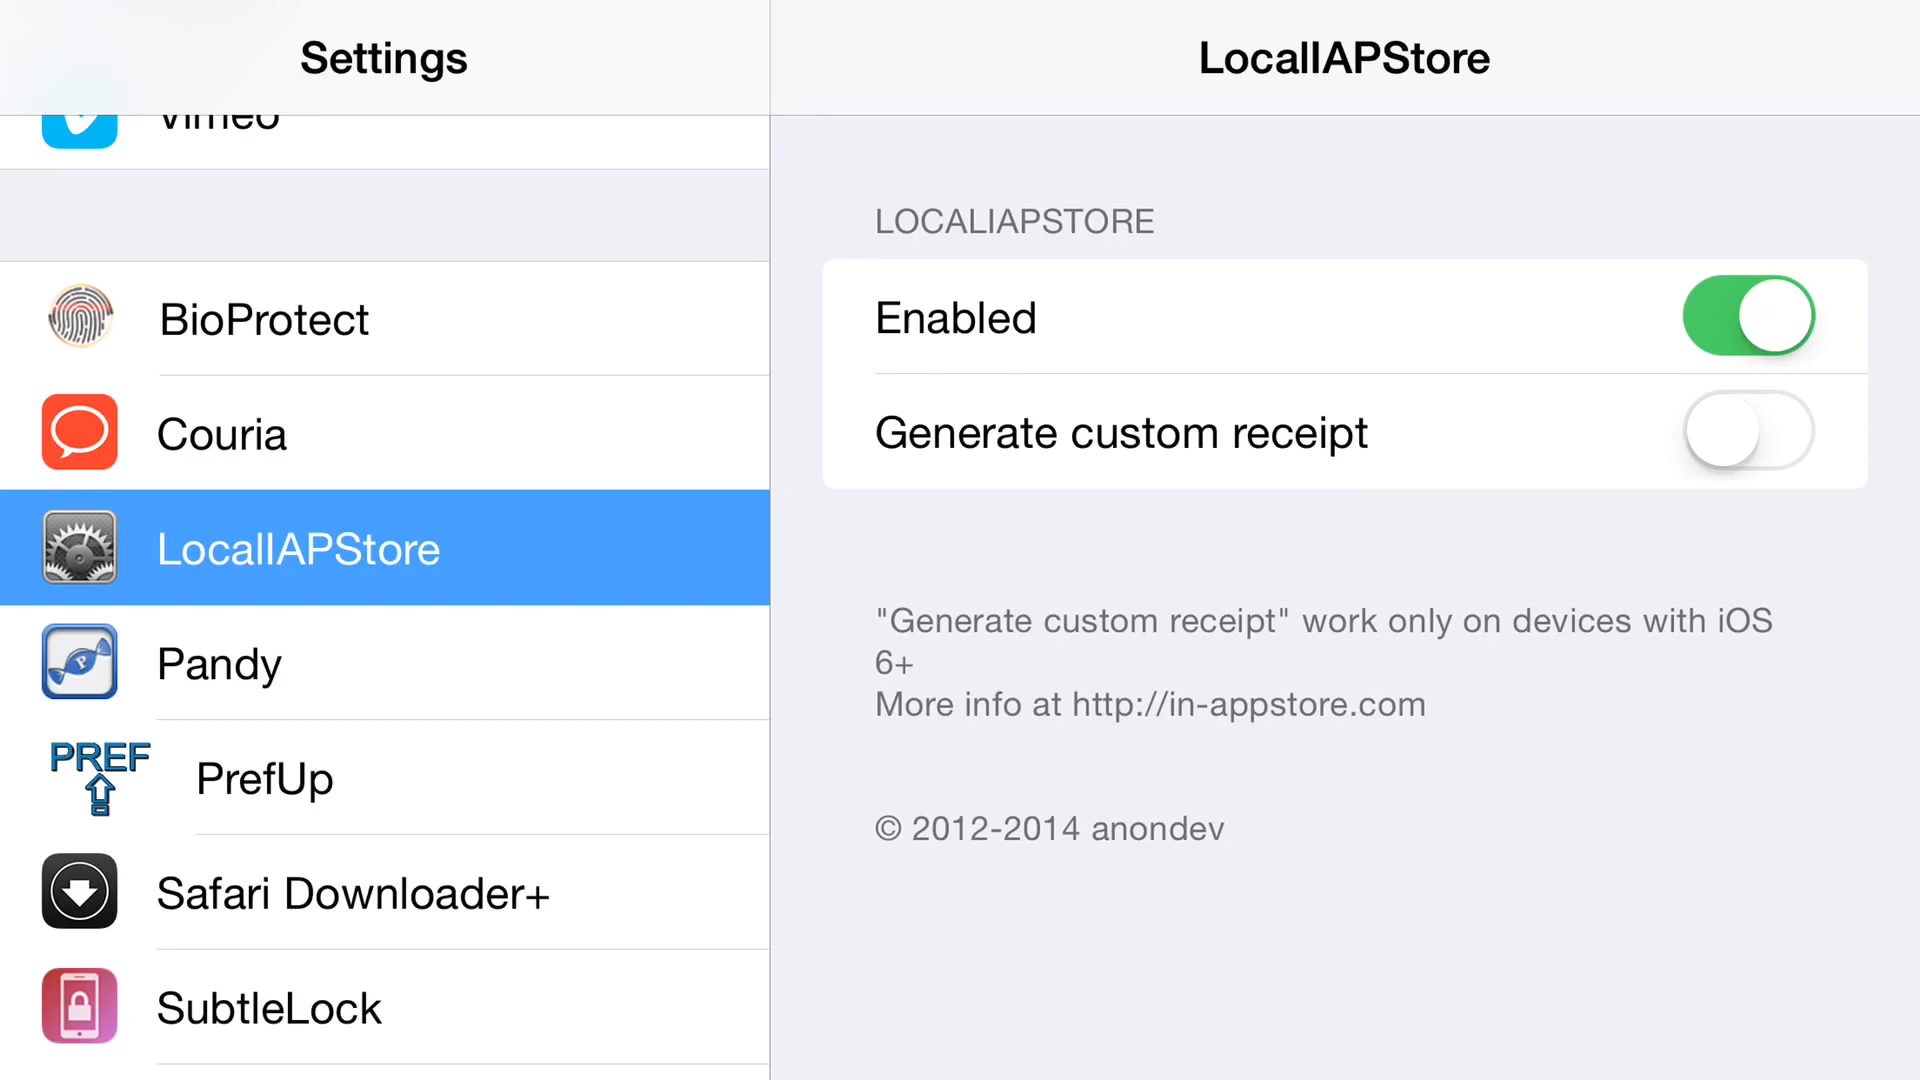 Settings
LocalIAPStore
Vimeo
BioProtect
Couria
LocalIAPStore
P
Pandy
PREF
PrefUp
Safari Downloader+
SubtleLock
LOCALIAPSTORE
Enabled
Generate custom receipt
"Generate custom receipt" work only on devices with iOS
6+
More info at http://in-appstore.com
© 2012-2014 anondev